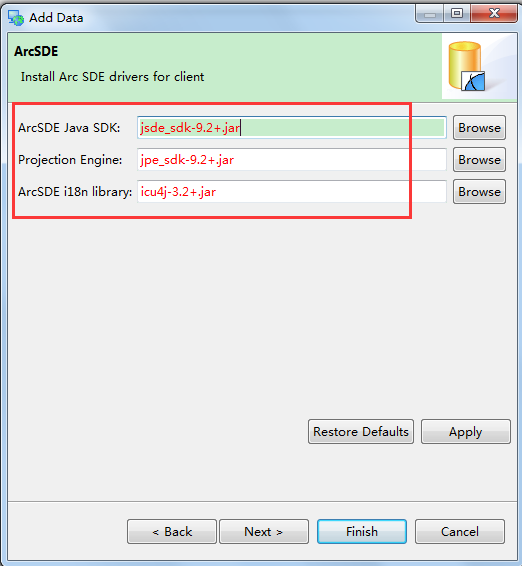 Add Data
ArcSDE
Install Arc SDE drivers for client
ArcSDE Java SDK: jsde_sdk-9.2+.jar Browse
Projection Engine: jpe_sdk-9.2+.jar Browse
ArcSDE i18n library: icu4j-3.2+.jar Browse
Restore Defaults Apply
< Back Next > Finish Cancel